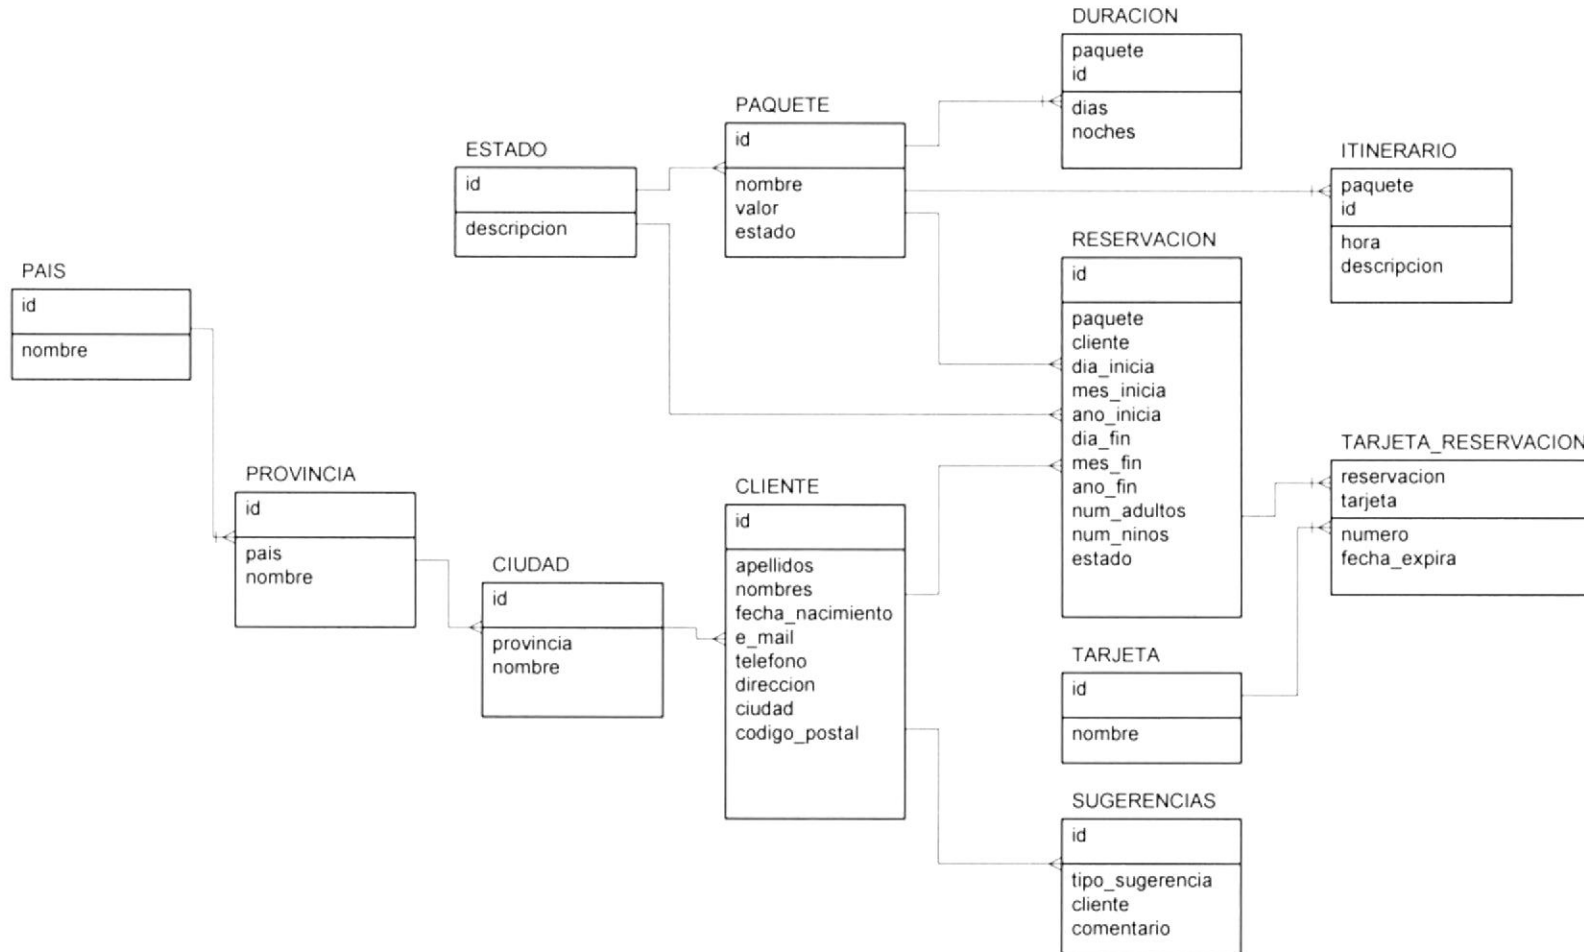 DURACION
paquete
id
dias
noches
PAQUETE
id
nombre
valor
estado
ESTADO
id
descripcion
ITINERARIO
paquete
id
hora
descripcion
RESERVACION
id
paquete
cliente
dia_inicia
mes_inicia
ano_inicia
dia_fin
mes_fin
ano_fin
num_adultos
num_ninos
estado
PAIS
id
nombre
PROVINCIA
id
pais
nombre
CIUDAD
id
provincia
nombre
CLIENTE
id
apellidos
nombres
fecha_nacimiento
e_mail
telefono
direccion
ciudad
codigo_postal
TARJETA_RESERVACION
reservacion
tarjeta
numero
fecha_expira
TARJETA
id
nombre
SUGERENCIAS
id
tipo_sugerencia
cliente
comentario